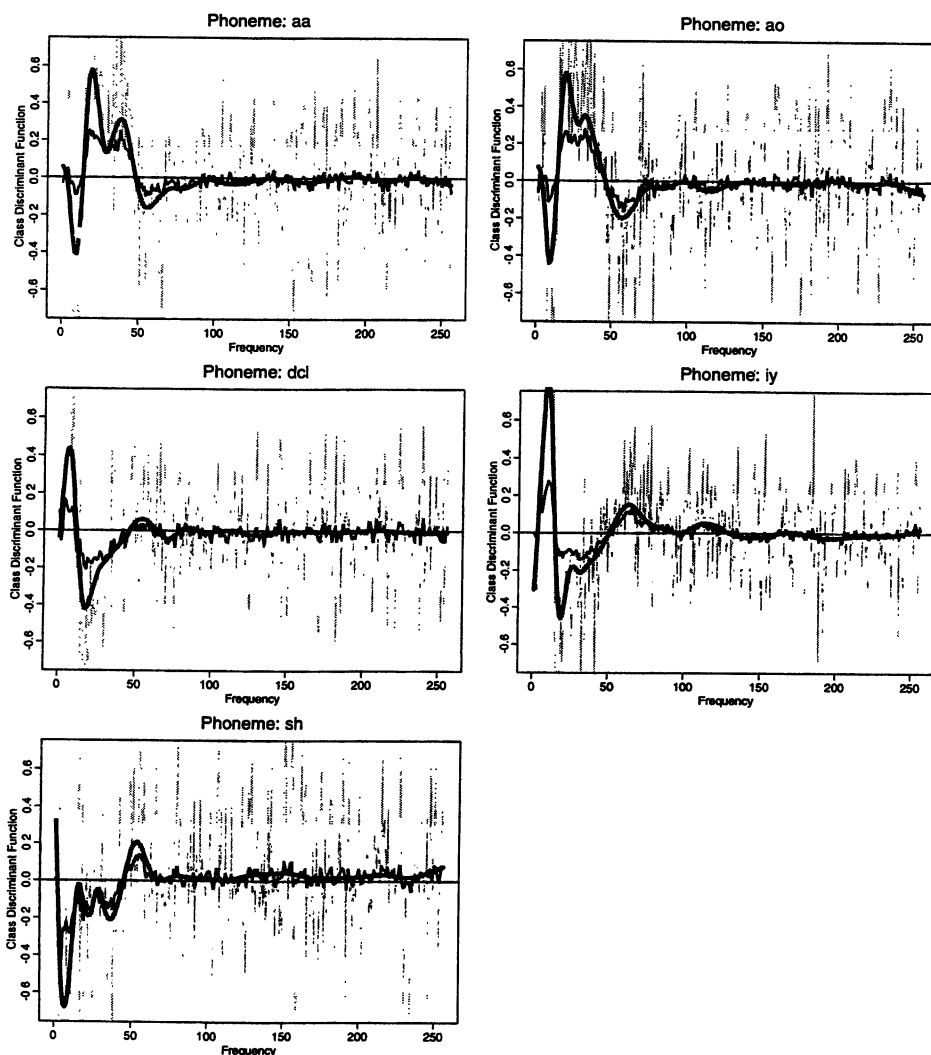 Phoneme: aa
Class Discriminant Function
0.6
0.4
0.2
0.0
-0.2
-0.4
-0.6
0 50 100 150 200 250
Frequency
Phoneme: ao
Class Discriminant Function
0.6
0.4
0.2
0.0
-0.2
-0.4
-0.6
0 50 100 150 200 250
Frequency
Phoneme: dcl
Class Discriminant Function
0.6
0.4
0.2
0.0
-0.2
-0.4
-0.6
0 50 100 150 200 250
Frequency
Phoneme: iy
Class Discriminant Function
0.6
0.4
0.2
0.0
-0.2
-0.4
-0.6
0 50 100 150 200 250
Frequency
Phoneme: sh
Class Discriminant Function
0.6
0.4
0.2
0.0
-0.2
-0.4
-0.6
0 50 100 150 200 250
Frequency